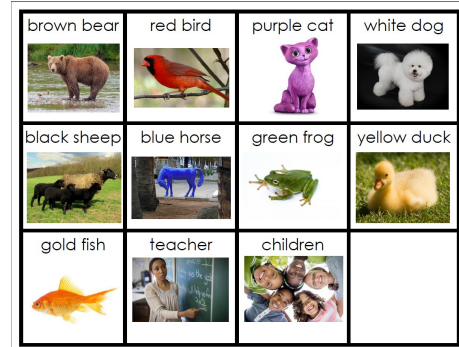 brown bear
red bird
purple cat
white dog
black sheep
blue horse
green frog
yellow duck
gold fish
teacher
children